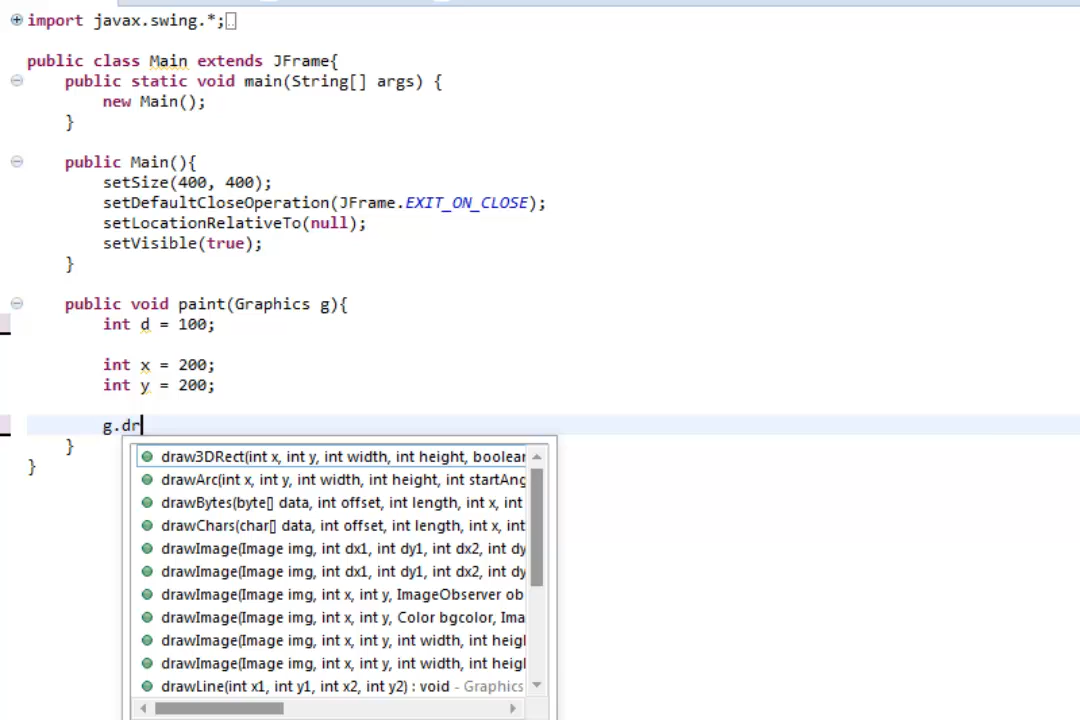 import javax.swing.*;
public class Main extends JFrame{
public static void main(String[] args) {
new Main();
}
public Main(){
setSize(400, 400);
setDefaultCloseOperation(JFrame.EXIT_ON_CLOSE);
setLocationRelativeTo(null);
setVisible(true);
}
public void paint(Graphics g){
int d = 100;
int x = 200;
int y = 200;
g.dr
}
}
draw3DRect(int x, int y, int width, int height, boolean
drawArc(int x, int y, int width, int height, int startAng
drawBytes(byte[] data, int offset, int length, int x, int
drawChars(char[] data, int offset, int length, int x, int
drawImage(Image img, int dx1, int dy1, int dx2, int dy
drawImage(Image img, int dx1, int dy1, int dx2, int dy
drawImage(Image img, int x, int y, ImageObserver ob
drawImage(Image img, int x, int y, Color bgcolor, Ima
drawImage(Image img, int x, int y, int width, int heigh
drawImage(Image img, int x, int y, int width, int heigh
drawLine(int x1, int y1, int x2, int y2) : void - Graphics